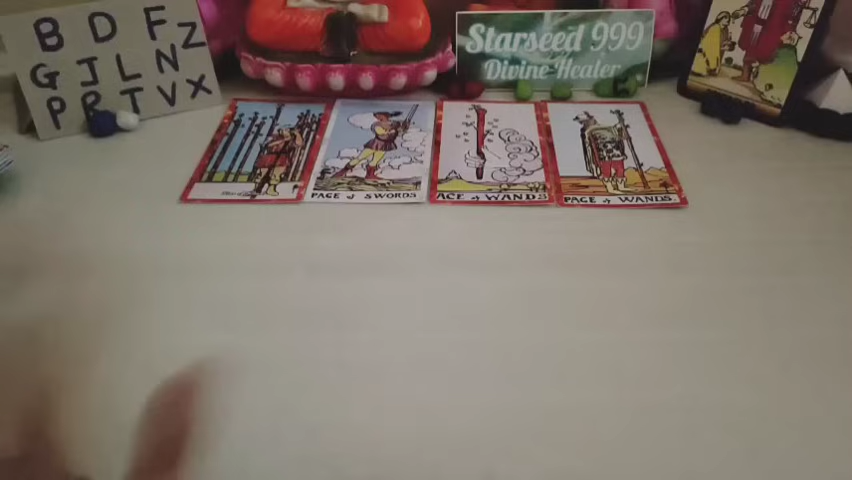 B D F Z
G J L N
P R T V X
Starseed 999
Divine-Healer
PAGE of SWORDS
ACE of WANDS
PAGE of WANDS.